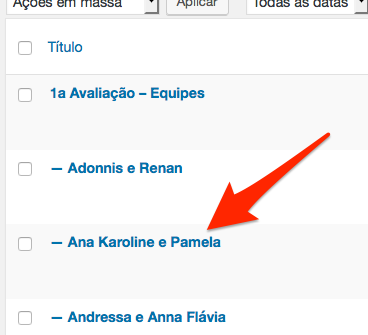 Ações em massa Aplicar Todas as datas
Título
1a Avaliação – Equipes
— Adonnis e Renan
— Ana Karoline e Pamela
— Andressa e Anna Flávia